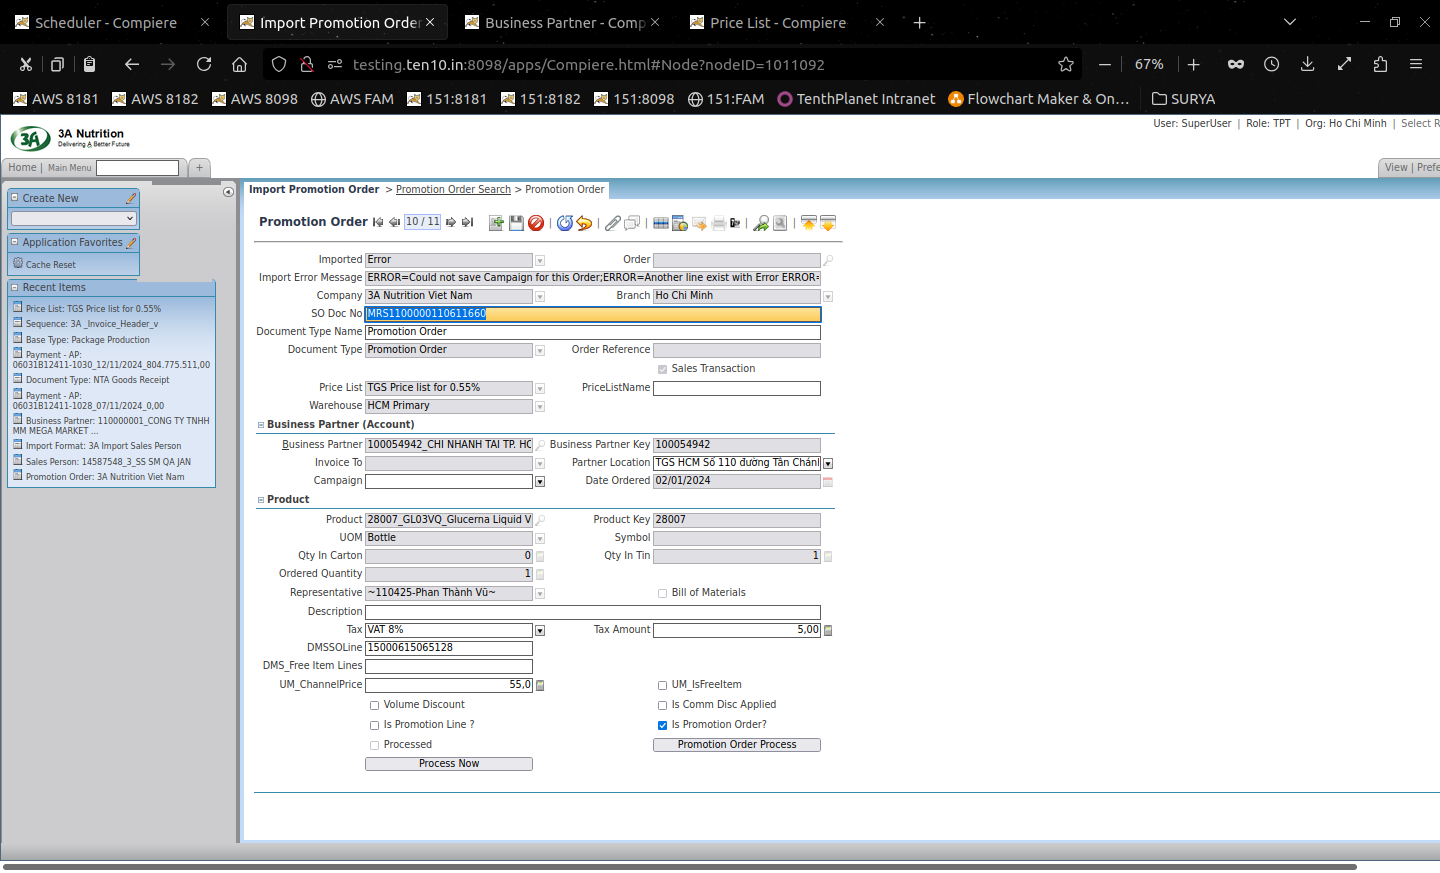 Scheduler - Compiere
Import Promotion Order
Business Partner - Comp
Price List - Compiere
testing.ten10.in:8098/apps/Compiere.html#Node?nodeID=1011092
67%
AWS 8181
AWS 8182
AWS 8098
AWS FAM
151:8181
151:8182
151:8098
151:FAM
TenthPlanet Intranet
Flowchart Maker & On…
SURYA
3A
3A Nutrition
Delivering A Better Future
User: SuperUser | Role: TPT | Org: Ho Chi Minh | Select R
Home | Main Menu
+
View | Prefe
Create New
Application Favorites
Cache Reset
Recent Items
Price List: TGS Price list for 0.55%
Sequence: 3A _Invoice_Header_v
Base Type: Package Production
Payment - AP:
06031B12411-1030_12/11/2024_804.775.511,00
Document Type: NTA Goods Receipt
Payment - AP:
06031B12411-1028_07/11/2024_0,00
Business Partner: 110000001_CONG TY TNHH
MM MEGA MARKET ...
Import Format: 3A Import Sales Person
Sales Person: 14587548_3_SS SM QA JAN
Promotion Order: 3A Nutrition Viet Nam
Import Promotion Order > Promotion Order Search > Promotion Order
Promotion Order 10 / 11
Imported Error Order
Import Error Message ERROR=Could not save Campaign for this Order;ERROR=Another line exist with Error ERROR=
Company 3A Nutrition Viet Nam Branch Ho Chi Minh
SO Doc No MRS1100000110611660
Document Type Name Promotion Order
Document Type Promotion Order Order Reference
Sales Transaction
Price List TGS Price list for 0.55% PriceListName
Warehouse HCM Primary
Business Partner (Account)
Business Partner 100054942_CHI NHANH TAI TP. HC Business Partner Key 100054942
Invoice To Partner Location TGS HCM Số 110 đường Tân Chánh
Campaign Date Ordered 02/01/2024
Product
Product 28007_GL03VQ_Glucerna Liquid V Product Key 28007
UOM Bottle Symbol
Qty In Carton 0 Qty In Tin 1
Ordered Quantity 1
Representative ~110425-Phan Thành Vũ~ Bill of Materials
Description
Tax VAT 8% Tax Amount 5,00
DMSSOLine 15000615065128
DMS_Free Item Lines
UM_ChannelPrice 55,0 UM_IsFreeItem
Volume Discount Is Comm Disc Applied
Is Promotion Line ? Is Promotion Order?
Processed Promotion Order Process
Process Now